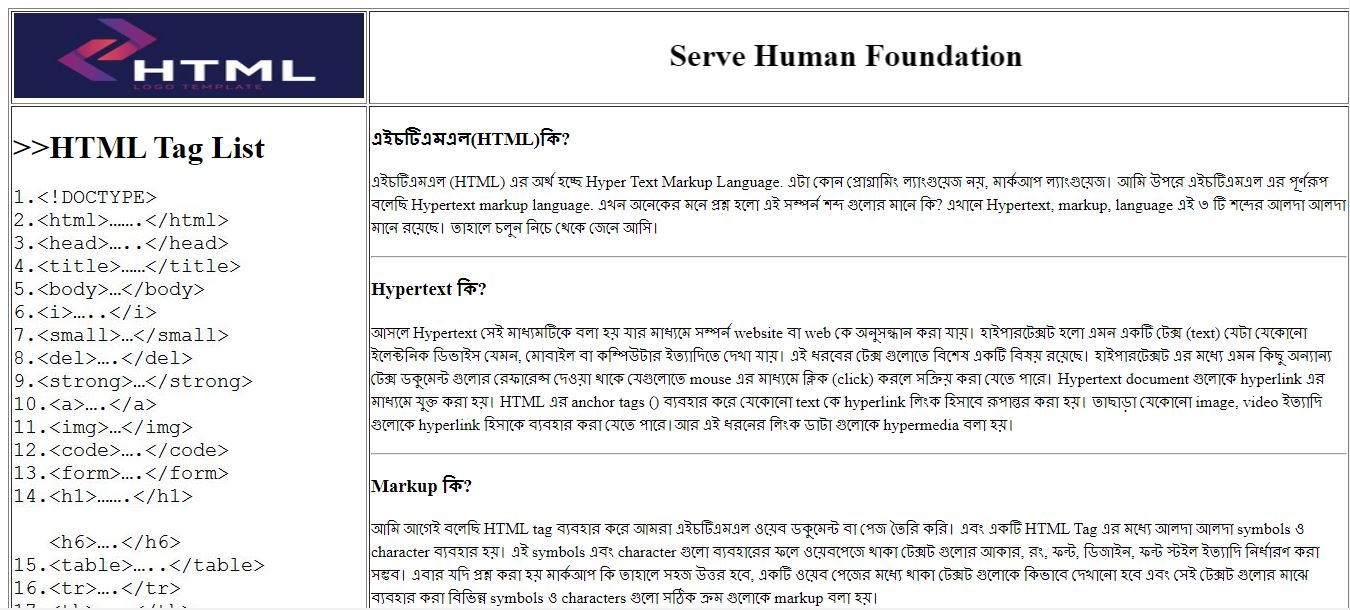 HTML
LOGO TEMPLATE
Serve Human Foundation
>>HTML Tag List
1.<!DOCTYPE>
2.<html>…….</html>
3.<head>…..</head>
4.<title>……</title>
5.<body>…</body>
6.<i>…..</i>
7.<small>…</small>
8.<del>….</del>
9.<strong>…</strong>
10.<a>….</a>
11.<img>…</img>
12.<code>….</code>
13.<form>….</form>
14.<h1>…….</h1>
<h6>….</h6>
15.<table>…..</table>
16.<tr>….</tr>
এইচটিএমএল(HTML)কি?
এইচটিএমএল (HTML) এর অর্থ হচ্ছে Hyper Text Markup Language. এটা কোন প্রোগ্রামিং ল্যাংগুয়েজ নয়, মার্কআপ ল্যাংগুয়েজ। আমি উপরে এইচটিএমএল এর পূর্ণরূপ
বলেছি Hypertext markup language. এখন অনেকের মনে প্রশ্ন হলো এই সম্পর্ন শব্দ গুলোর মানে কি? এখানে Hypertext, markup, language এই ৩ টি শব্দের আলদা আলদা
মানে রয়েছে। তাহালে চলুন নিচে থেকে জেনে আসি।
Hypertext কি?
আসলে Hypertext সেই মাধ্যমটিকে বলা হয় যার মাধ্যমে সম্পর্ন website বা web কে অনুসন্ধান করা যায়। হাইপারটেক্সট হলো এমন একটি টেক্স (text) যেটা যেকোনো
ইলেক্টনিক ডিভাইস যেমন, মোবাইল বা কম্পিউটার ইত্যাদিতে দেখা যায়। এই ধরবের টেক্স গুলোতে বিশেষ একটি বিষয় রয়েছে। হাইপারটেক্সট এর মধ্যে এমন কিছু অন্যান্য
টেক্স ডকুমেন্ট গুলোর রেফারেন্স দেওয়া থাকে যেগুলোতে mouse এর মাধ্যমে ক্লিক (click) করলে সক্রিয় করা যেতে পারে। Hypertext document গুলোকে hyperlink এর
মাধ্যমে যুক্ত করা হয়। HTML এর anchor tags () ব্যবহার করে যেকোনো text কে hyperlink লিংক হিসাবে রূপান্তর করা হয়। তাছাড়া যেকোনো image, video ইত্যাদি
গুলোকে hyperlink হিসাকে ব্যবহার করা যেতে পারে।আর এই ধরনের লিংক ডাটা গুলোকে hypermedia বলা হয়।
Markup কি?
আমি আগেই বলেছি HTML tag ব্যবহার করে আমরা এইচটিএমএল ওয়েব ডকুমেন্ট বা পেজ তৈরি করি। এবং একটি HTML Tag এর মধ্যে আলদা আলদা symbols ও
character ব্যবহার হয়। এই symbols এবং character গুলো ব্যবহারের ফলে ওয়েবপেজে থাকা টেক্সট গুলোর আকার, রং, ফন্ট, ডিজাইন, ফন্ট স্টইল ইত্যাদি নির্ধারণ করা
সম্ভব। এবার যদি প্রশ্ন করা হয় মার্কআপ কি তাহালে সহজ উত্তর হবে, একটি ওয়েব পেজের মধ্যে থাকা টেক্সট গুলোকে কিভাবে দেখানো হবে এবং সেই টেক্সট গুলোর মাঝে
ব্যবহার করা বিভিন্ন symbols ও characters গুলো সঠিক ক্রম গুলোকে markup বলা হয়।